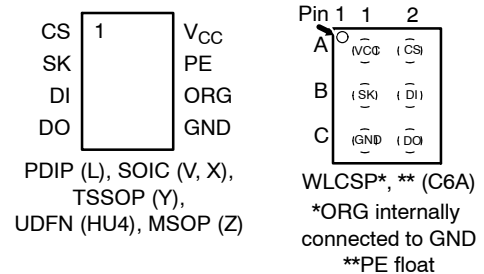 CS 1 V_CC
SK PE
DI ORG
DO GND
PDIP (L), SOIC (V, X),
TSSOP (Y),
UDFN (HU4), MSOP (Z)
Pin 1 1 2
A VCC CS
B SK DI
C GND DO
WLCSP*, ** (C6A)
*ORG internally
connected to GND
**PE float